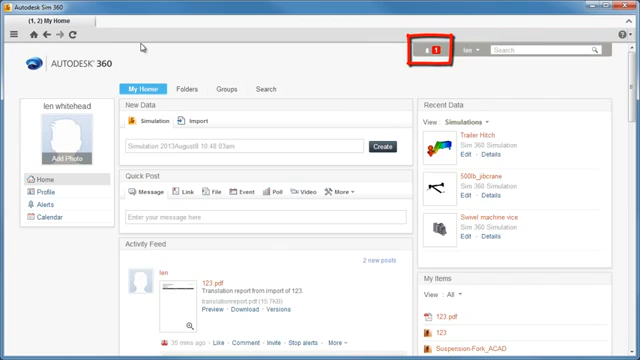 Autodesk Sim 360
(1, 2) My Home
1
len
Search
AUTODESK 360
My Home
Folders
Groups
Search
len whitehead
Add Photo
Home
Profile
Alerts
Calendar
New Data
Simulation
Import
Simulation 2013August8 10:48 03am
Create
Quick Post
Message
Link
File
Event
Poll
Video
More
Enter your message here
Activity Feed
2 new posts
len
123.pdf
Translation report from import of 123.
translationreport.pdf (15.7KB)
Preview
Download
Versions
35 mins ago
Like
Comment
Invite
Stop alerts
More
Recent Data
View
Simulations
Trailer Hitch
Sim 360 Simulation
Edit
Details
500lb_jibcrane
Sim 360 Simulation
Edit
Details
Swivel machine vice
Sim 360 Simulation
Edit
Details
My Items
View
All
123.pdf
123
Suspension-Fork_ACAD